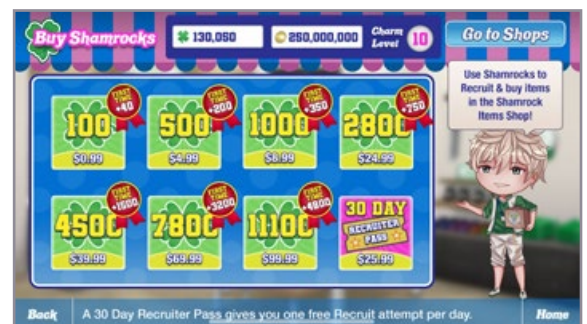 Buy Shamrocks
130,050
250,000,000
Charm Level 10
Go to Shops
Use Shamrocks to
Recruit & buy items
in the Shamrock
Items Shop!
100
FIRST TIME +40
$0.99
500
FIRST TIME +200
$4.99
1000
FIRST TIME +350
$8.99
2800
FIRST TIME +750
$24.99
4500
FIRST TIME +1500
$39.99
7800
FIRST TIME +3200
$69.99
11100
FIRST TIME +4800
$99.99
30 DAY
RECRUITER
PASS
$25.99
Back
A 30 Day Recruiter Pass gives you one free Recruit attempt per day.
Home